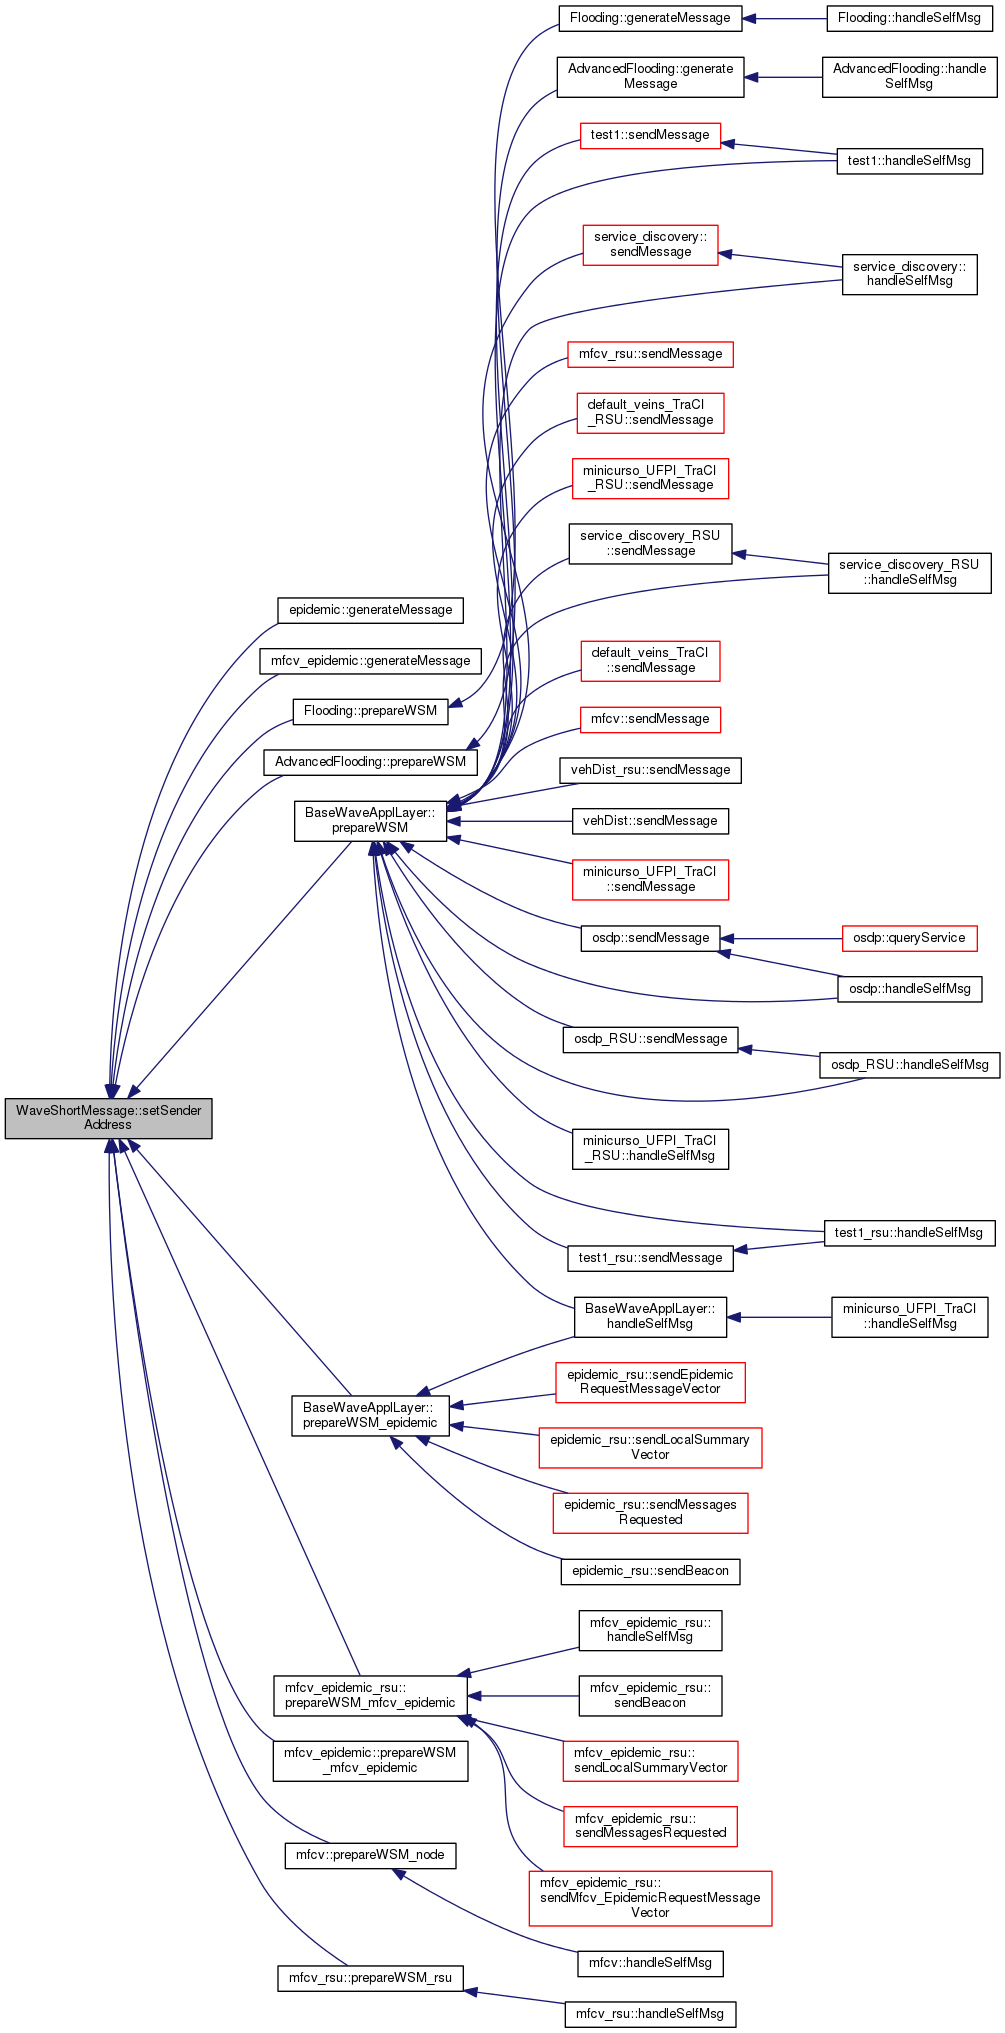 Flooding::generateMessage
Flooding::handleSelfMsg
AdvancedFlooding::generate
Message
AdvancedFlooding::handle
SelfMsg
test1::sendMessage
test1::handleSelfMsg
service_discovery::
sendMessage
service_discovery::
handleSelfMsg
mfcv_rsu::sendMessage
default_veins_TraCI
_RSU::sendMessage
minicurso_UFPI_TraCI
_RSU::sendMessage
service_discovery_RSU
::sendMessage
service_discovery_RSU
::handleSelfMsg
epidemic::generateMessage
mfcv_epidemic::generateMessage
default_veins_TraCI
::sendMessage
Flooding::prepareWSM
mfcv::sendMessage
AdvancedFlooding::prepareWSM
vehDist_rsu::sendMessage
BaseWaveApplLayer::
prepareWSM
vehDist::sendMessage
minicurso_UFPI_TraCI
::sendMessage
osdp::sendMessage
osdp::queryService
osdp::handleSelfMsg
osdp_RSU::sendMessage
osdp_RSU::handleSelfMsg
WaveShortMessage::setSender
Address
minicurso_UFPI_TraCI
_RSU::handleSelfMsg
test1_rsu::handleSelfMsg
test1_rsu::sendMessage
BaseWaveApplLayer::
handleSelfMsg
minicurso_UFPI_TraCI
::handleSelfMsg
BaseWaveApplLayer::
prepareWSM_epidemic
epidemic_rsu::sendEpidemic
RequestMessageVector
epidemic_rsu::sendLocalSummary
Vector
epidemic_rsu::sendMessages
Requested
epidemic_rsu::sendBeacon
mfcv_epidemic_rsu::
handleSelfMsg
mfcv_epidemic_rsu::
prepareWSM_mfcv_epidemic
mfcv_epidemic_rsu::
sendBeacon
mfcv_epidemic::prepareWSM
_mfcv_epidemic
mfcv_epidemic_rsu::
sendLocalSummaryVector
mfcv_epidemic_rsu::
sendMessagesRequested
mfcv::prepareWSM_node
mfcv_epidemic_rsu::
sendMfcv_EpidemicRequestMessage
Vector
mfcv::handleSelfMsg
mfcv_rsu::prepareWSM_rsu
mfcv_rsu::handleSelfMsg